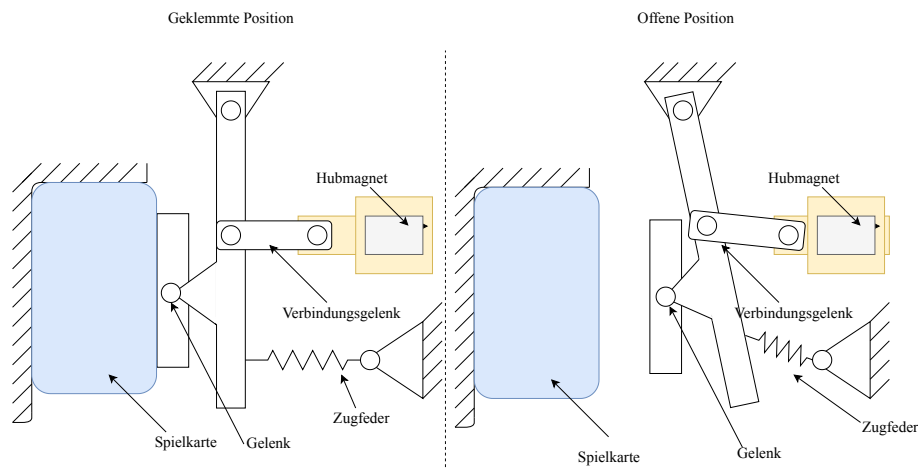 Geklemmte Position
Offene Position
Hubmagnet
Verbindungsgelenk
Spielkarte
Gelenk
Zugfeder
Hubmagnet
Verbindungsgelenk
Zugfeder
Gelenk
Spielkarte